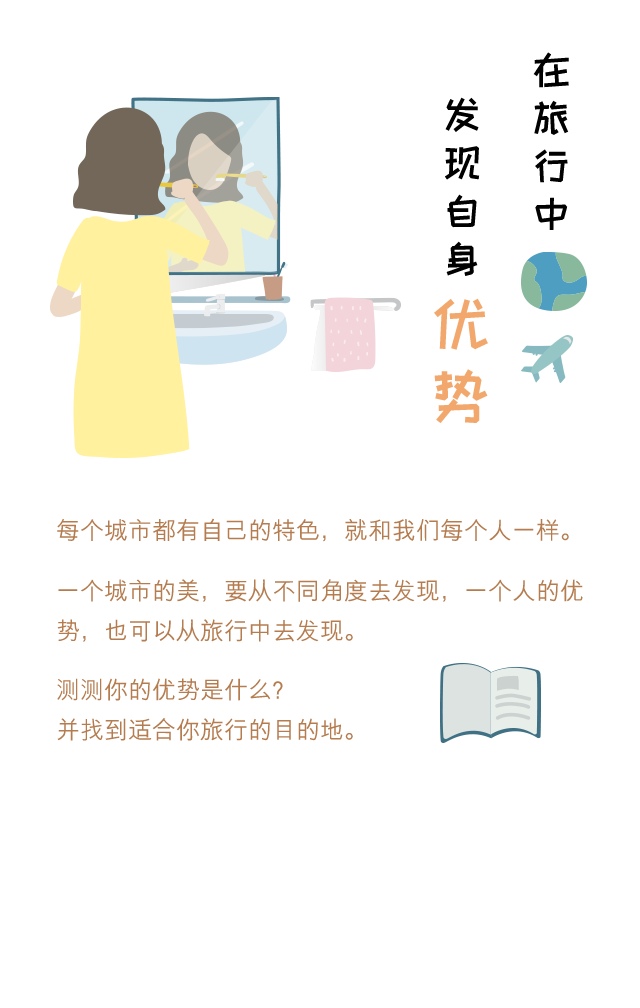 在旅行中
发现自身
优势
每个城市都有自己的特色，就和我们每个人一样。
一个城市的美，要从不同角度去发现，一个人的优
势，也可以从旅行中去发现。
测测你的优势是什么？
并找到适合你旅行的目的地。